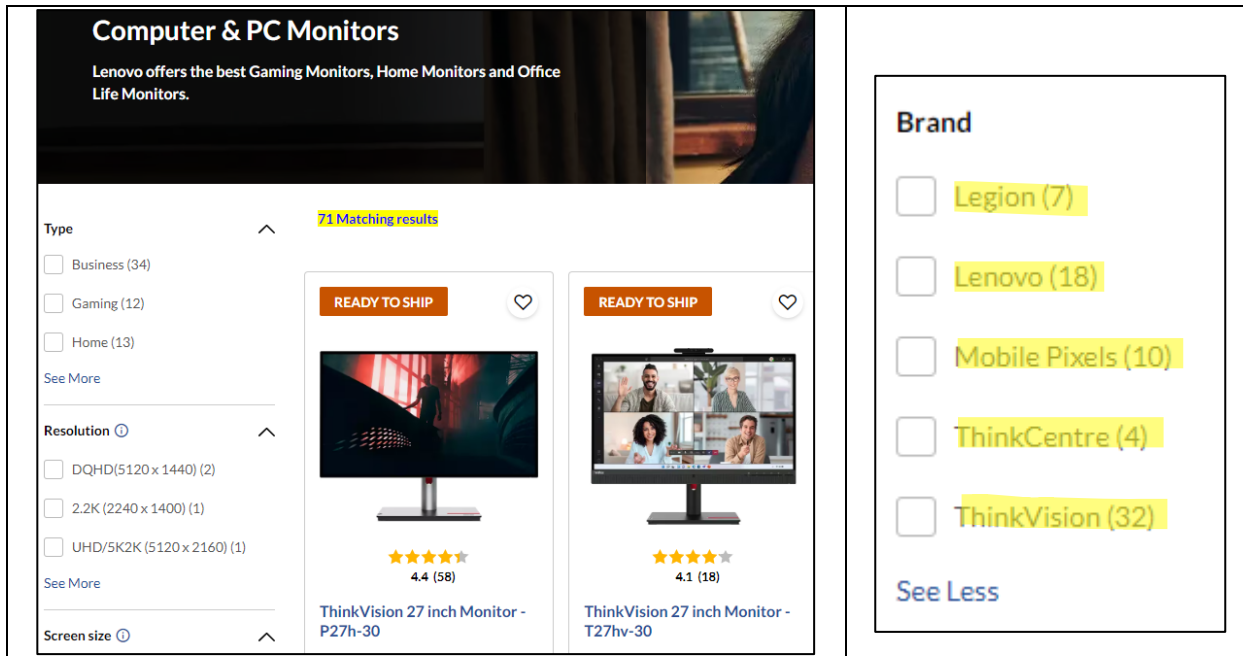 Computer & PC Monitors
Lenovo offers the best Gaming Monitors, Home Monitors and Office
Life Monitors.
Type
Business (34)
Gaming (12)
Home (13)
See More
Resolution
DQHD(5120 x 1440) (2)
2.2K (2240 x 1400) (1)
UHD/5K2K (5120 x 2160) (1)
See More
Screen size
71 Matching results
READY TO SHIP
4.4 (58)
ThinkVision 27 inch Monitor -
P27h-30
READY TO SHIP
4.1 (18)
ThinkVision 27 inch Monitor -
T27hv-30
Brand
Legion (7)
Lenovo (18)
Mobile Pixels (10)
ThinkCentre (4)
ThinkVision (32)
See Less